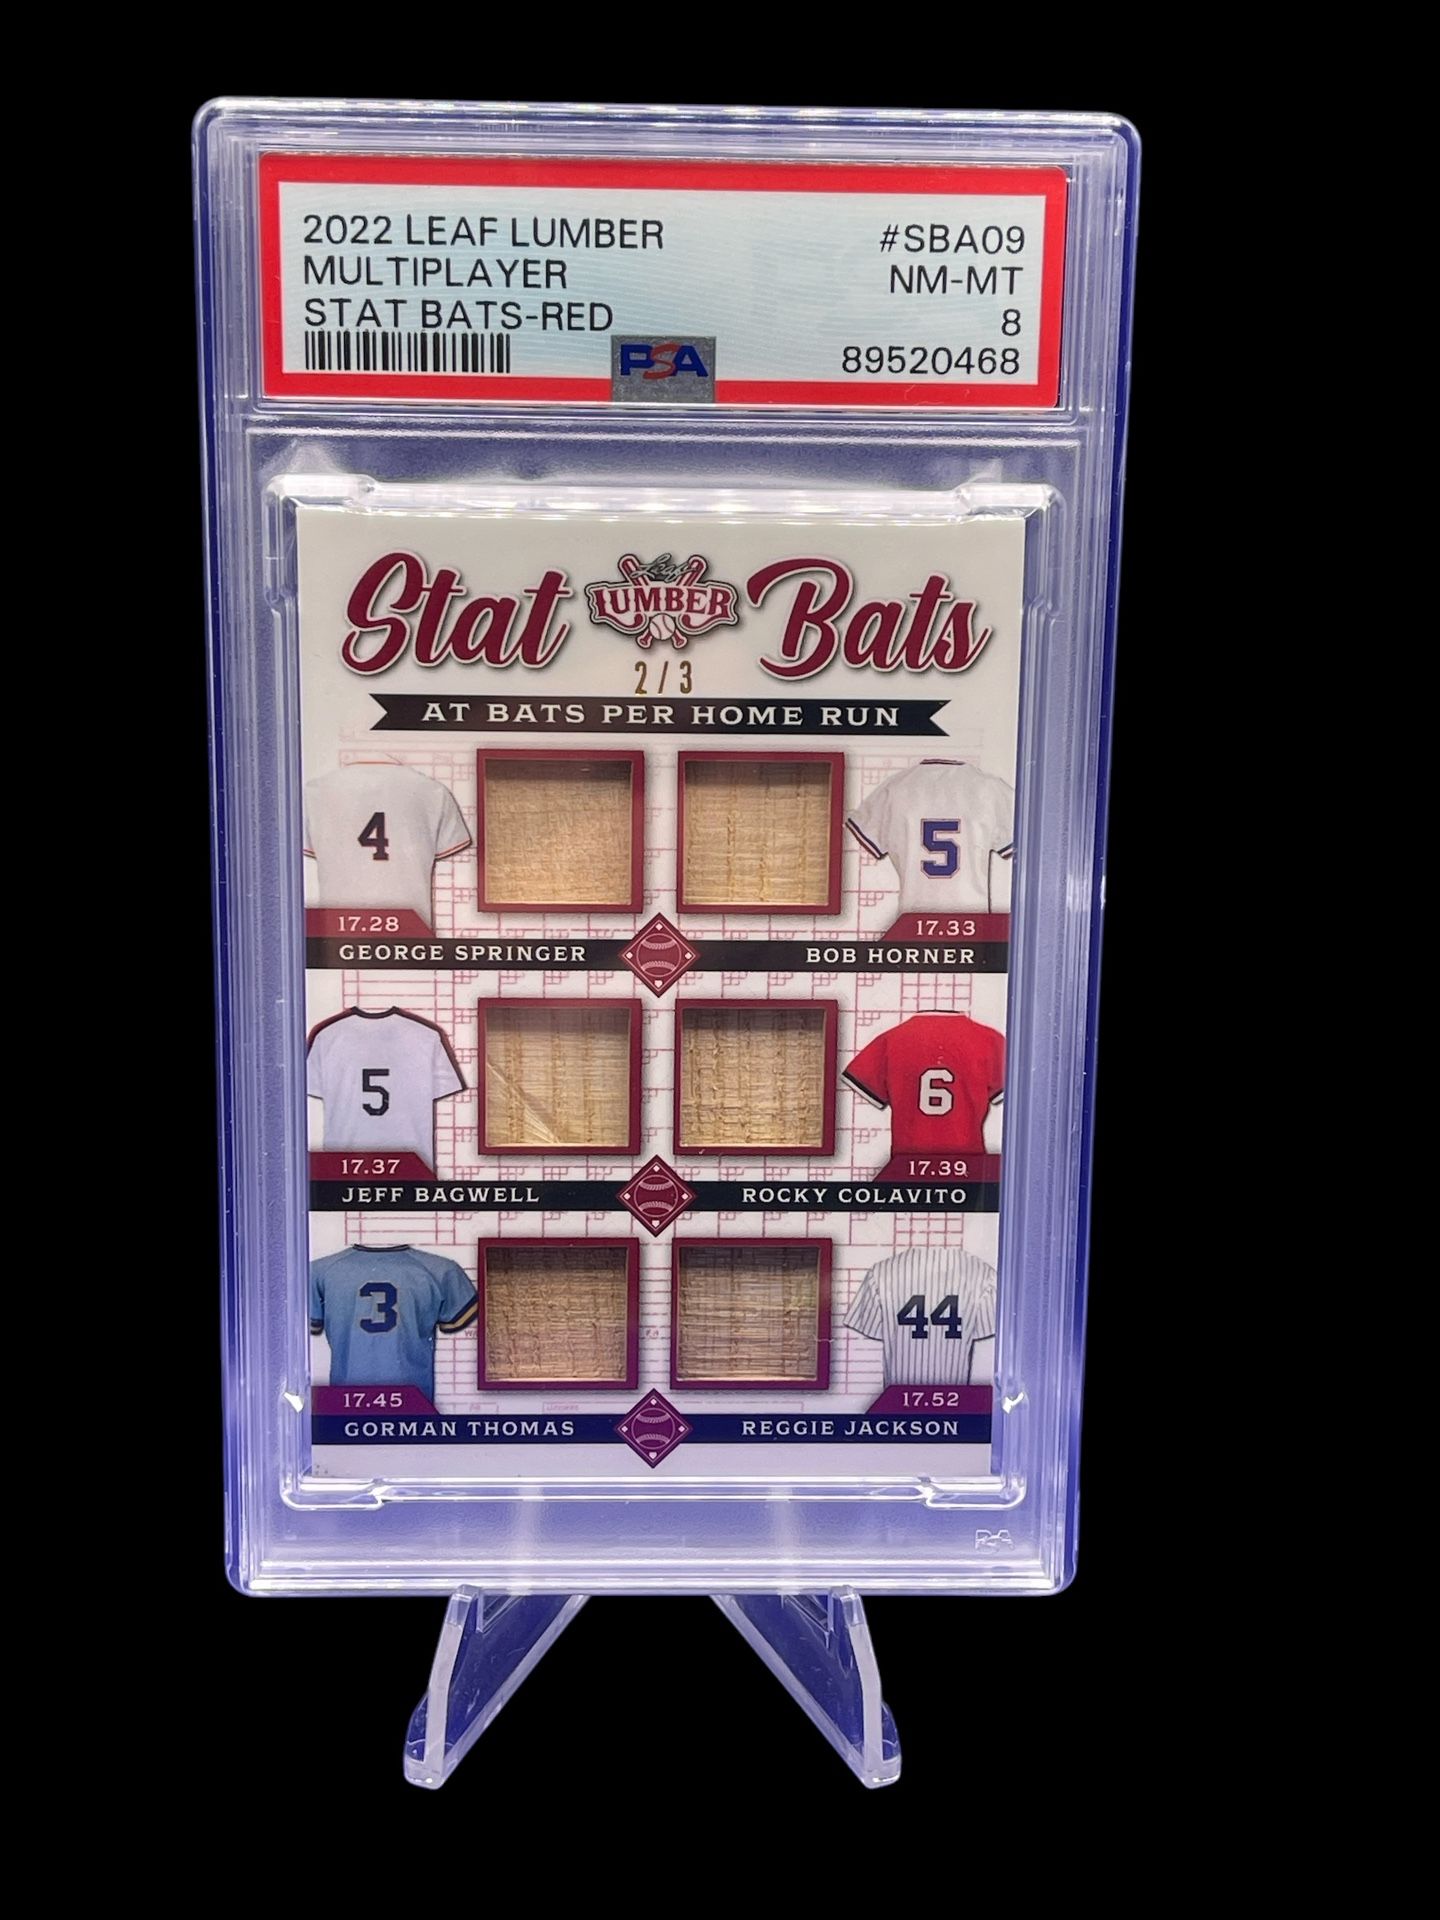 2022 LEAF LUMBER #SBA09
MULTIPLAYER NM-MT
STAT BATS-RED 8
PSA 89520468
Stat Leaf LUMBER Bats
2/3
AT BATS PER HOME RUN
4 5
17.28 17.33
GEORGE SPRINGER BOB HORNER
5 6
17.37 17.39
JEFF BAGWELL ROCKY COLAVITO
3 44
17.45 17.52
GORMAN THOMAS REGGIE JACKSON
PSA